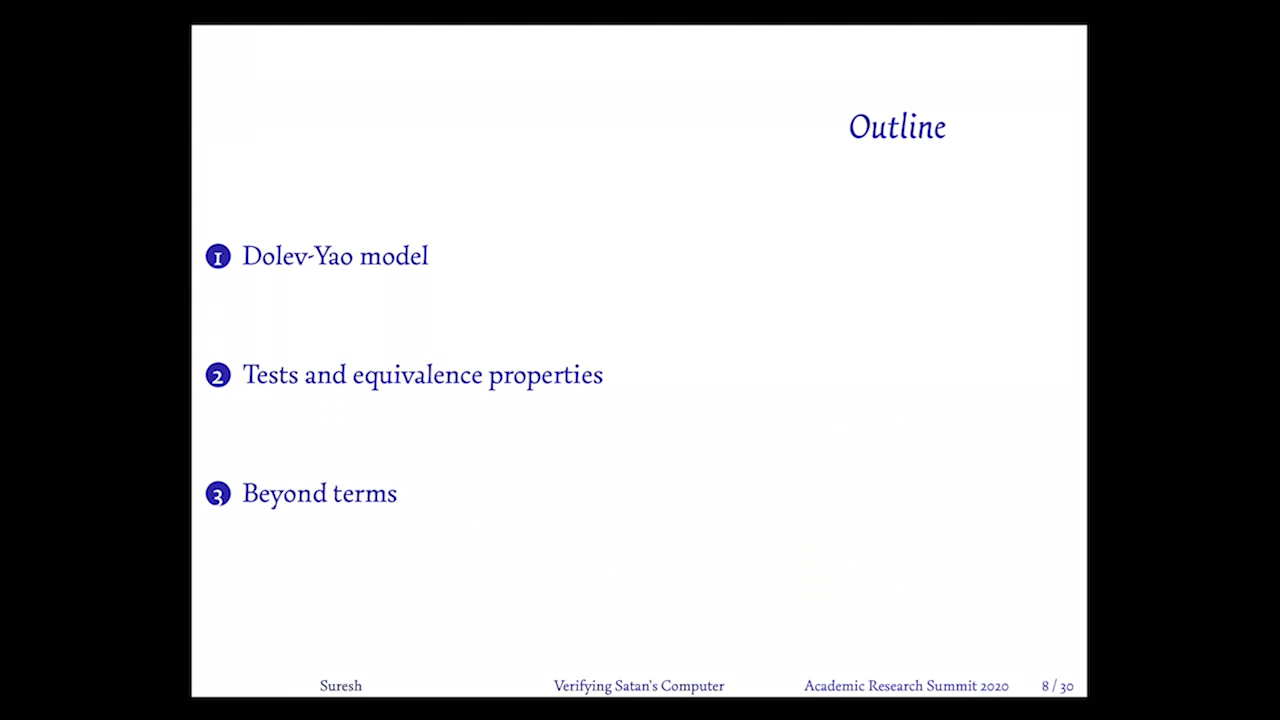 Outline
1 Dolev-Yao model
2 Tests and equivalence properties
3 Beyond terms
Suresh Verifying Satan's Computer Academic Research Summit 2020 8 / 30